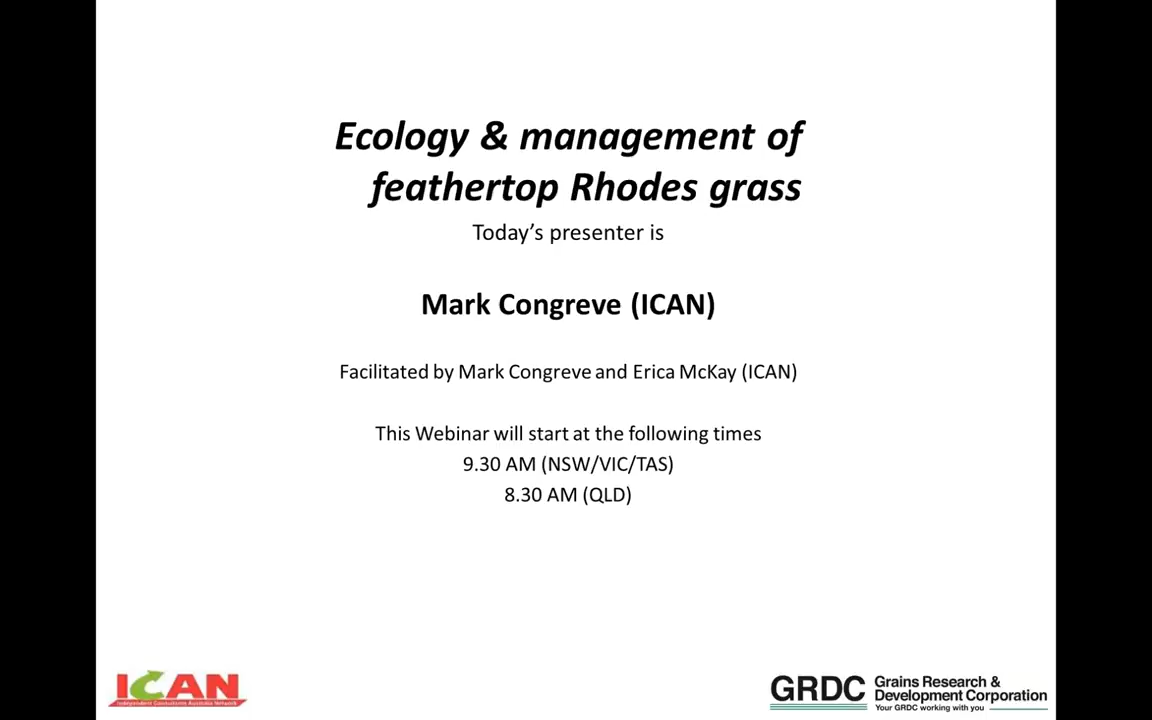 Ecology & management of
feathertop Rhodes grass
Today's presenter is
Mark Congreve (ICAN)
Facilitated by Mark Congreve and Erica McKay (ICAN)
This Webinar will start at the following times
9.30 AM (NSW/VIC/TAS)
8.30 AM (QLD)
ICAN
Independent Consultants Australia Network
GRDC
Grains Research &
Development Corporation
Your GRDC working with you